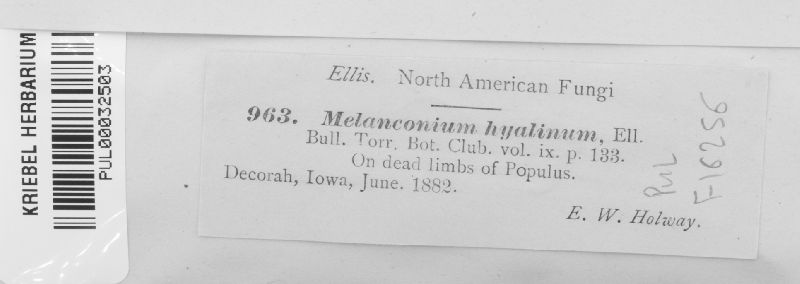 KRIEBEL HERBARIUM
PUL00032503
Ellis. North American Fungi
963. Melanconium hyalinum, Ell.
Bull. Torr. Bot. Club. vol. ix. p. 133.
On dead limbs of Populus.
Decorah, Iowa, June. 1882.
E. W. Holway.
PUL
F16256